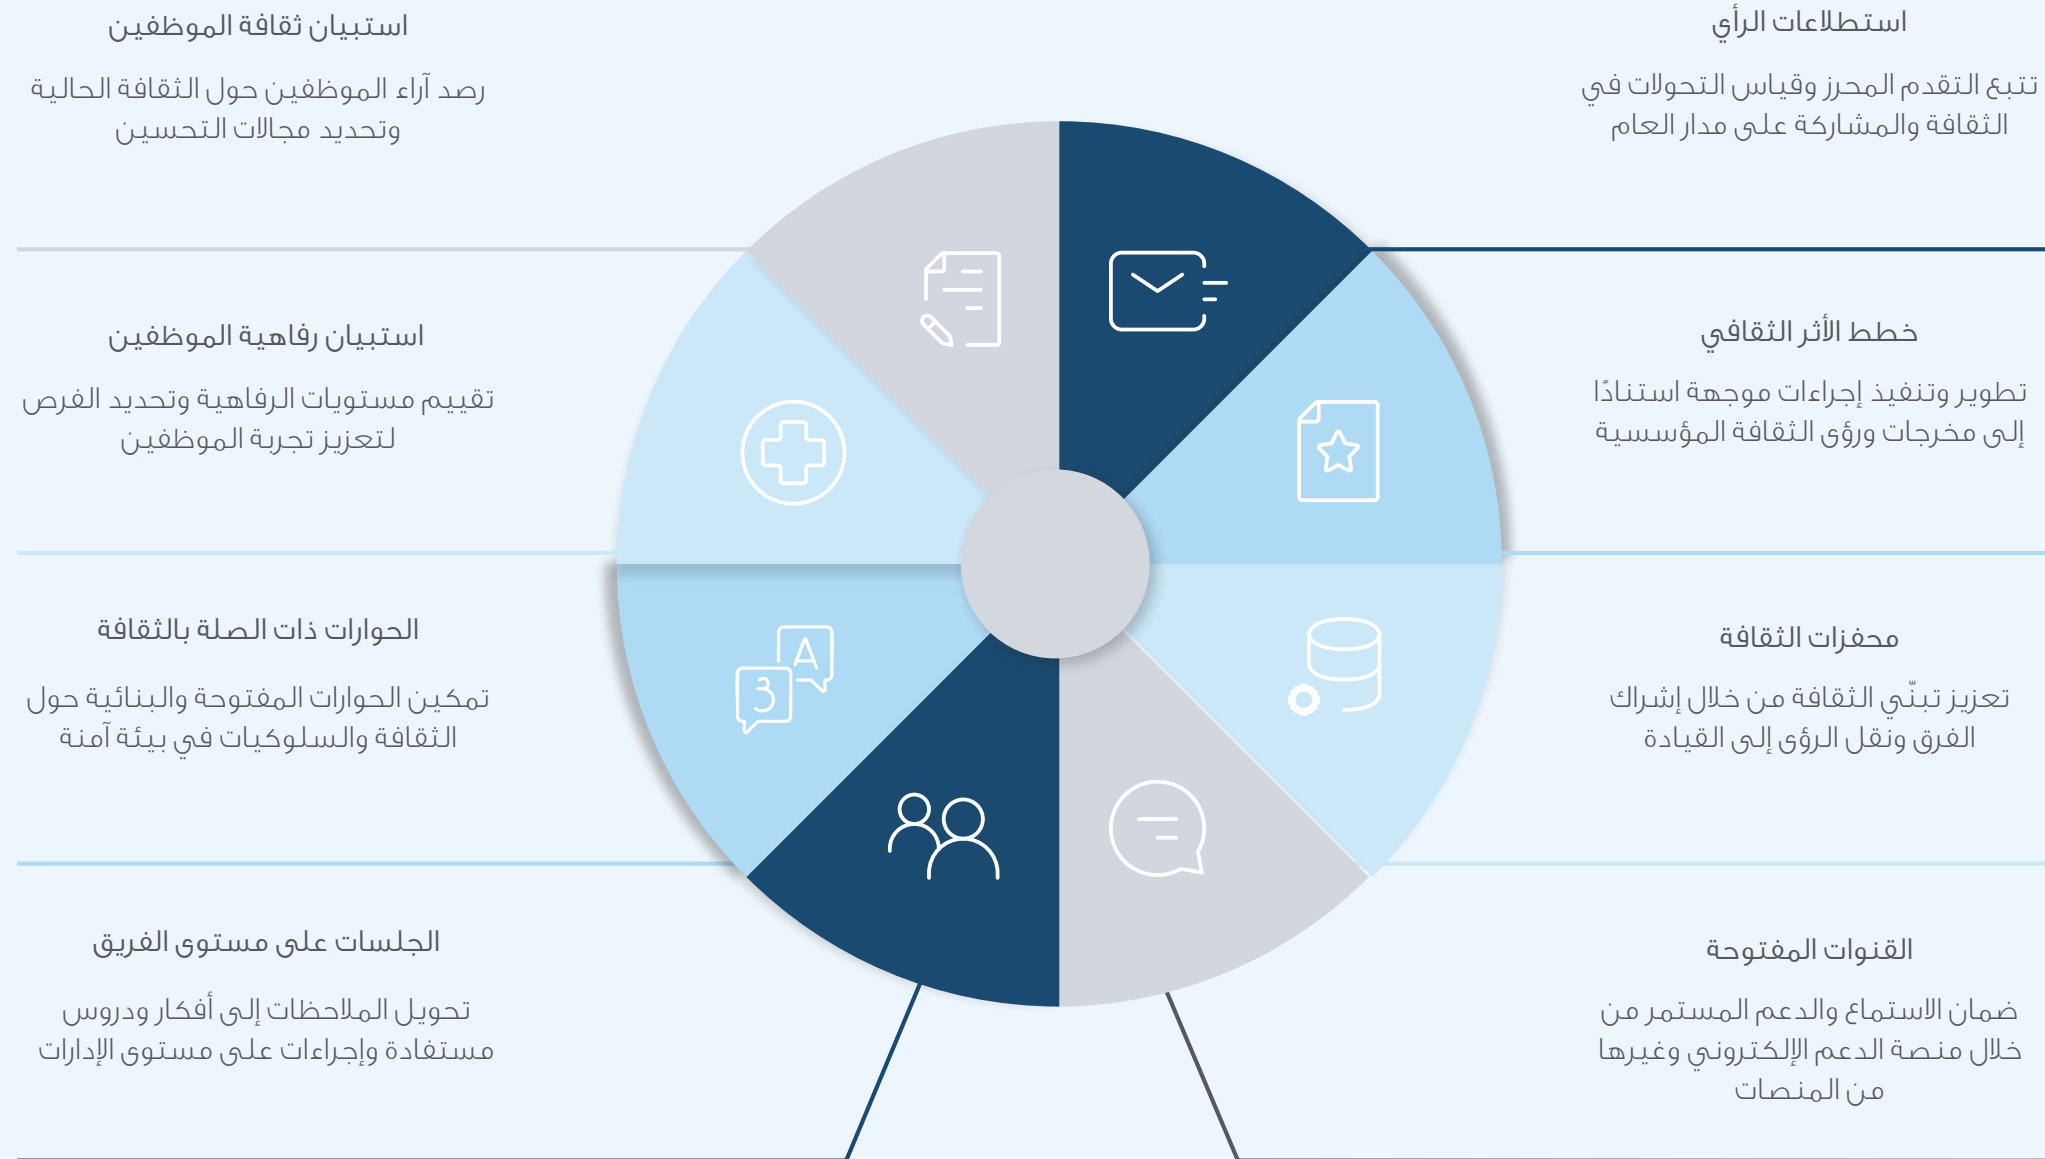 استطلاعات الرأي
تتبع التقدم المحرز وقياس التحولات في
الثقافة والمشاركة على مدار العام
خطط الأثر الثقافي
تطوير وتنفيذ إجراءات موجهة استنادًا
إلى مخرجات ورؤى الثقافة المؤسسية
محفزات الثقافة
تعزيز تبنّي الثقافة من خلال إشراك
الفرق ونقل الرؤى إلى القيادة
القنوات المفتوحة
ضمان الاستماع والدعم المستمر من
خلال منصة الدعم الإلكتروني وغيرها
من المنصات
استبيان ثقافة الموظفين
رصد آراء الموظفين حول الثقافة الحالية
وتحديد مجالات التحسين
استبيان رفاهية الموظفين
تقييم مستويات الرفاهية وتحديد الفرص
لتعزيز تجربة الموظفين
الحوارات ذات الصلة بالثقافة
تمكين الحوارات المفتوحة والبنائية حول
الثقافة والسلوكيات في بيئة آمنة
الجلسات على مستوى الفريق
تحويل الملاحظات إلى أفكار ودروس
مستفادة وإجراءات على مستوى الإدارات
A
3